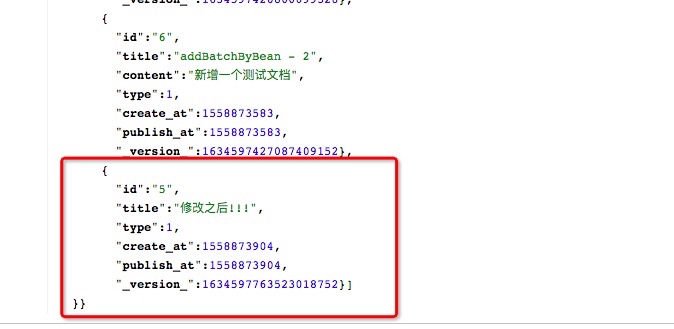 "_version_":1634597426800099328},
{
"id":"6",
"title":"addBatchByBean - 2",
"content":"新增一个测试文档",
"type":1,
"create_at":1558873583,
"publish_at":1558873583,
"_version_":1634597427087409152},
{
"id":"5",
"title":"修改之后!!!",
"type":1,
"create_at":1558873904,
"publish_at":1558873904,
"_version_":1634597763523018752}]
}}